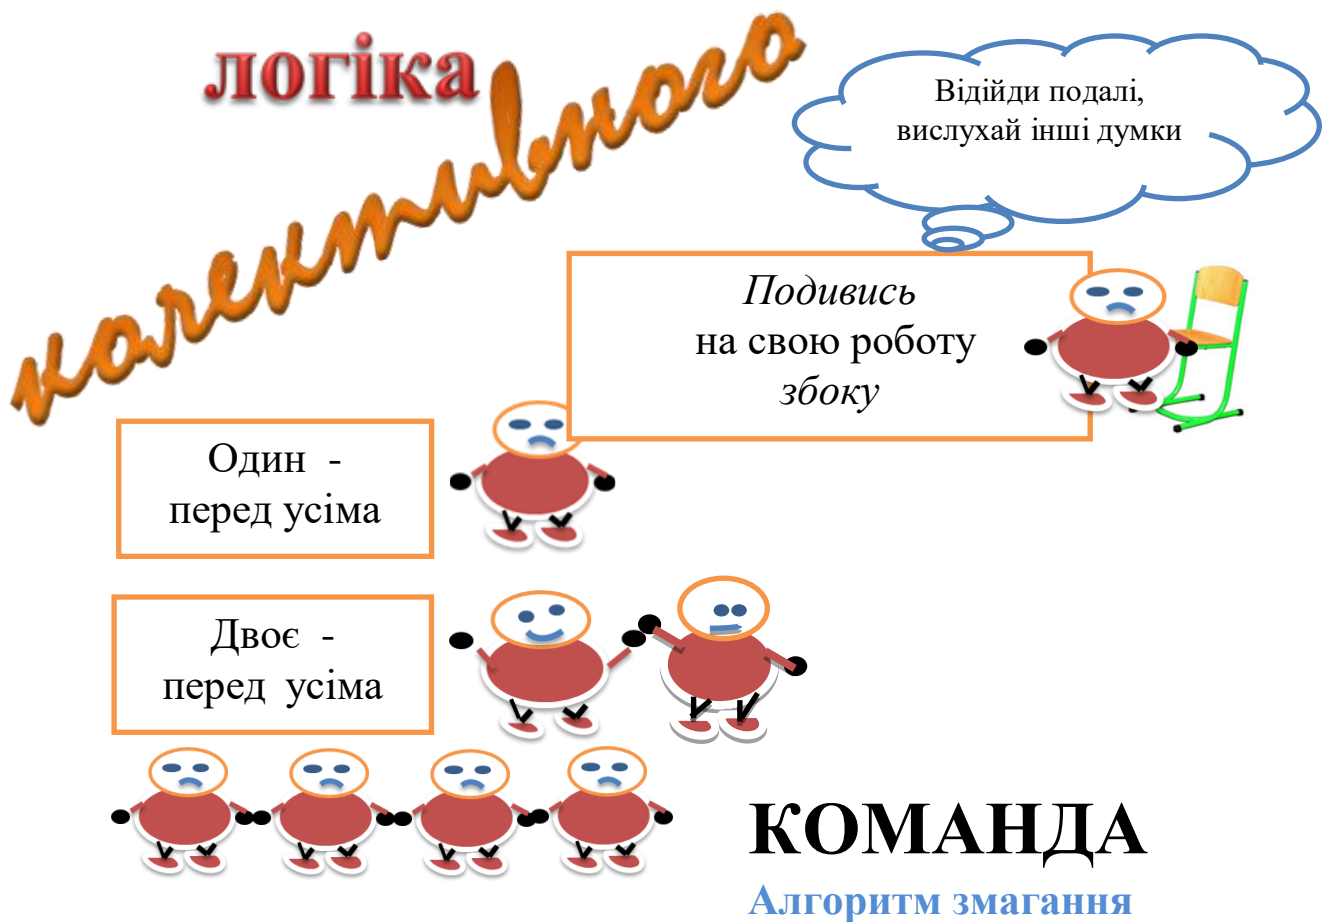 логіка
колективного
Відійди подалі,
вислухай інші думки
Подивись
на свою роботу
збоку
Один -
перед усіма
Двоє -
перед усіма
КОМАНДА
Алгоритм змагання